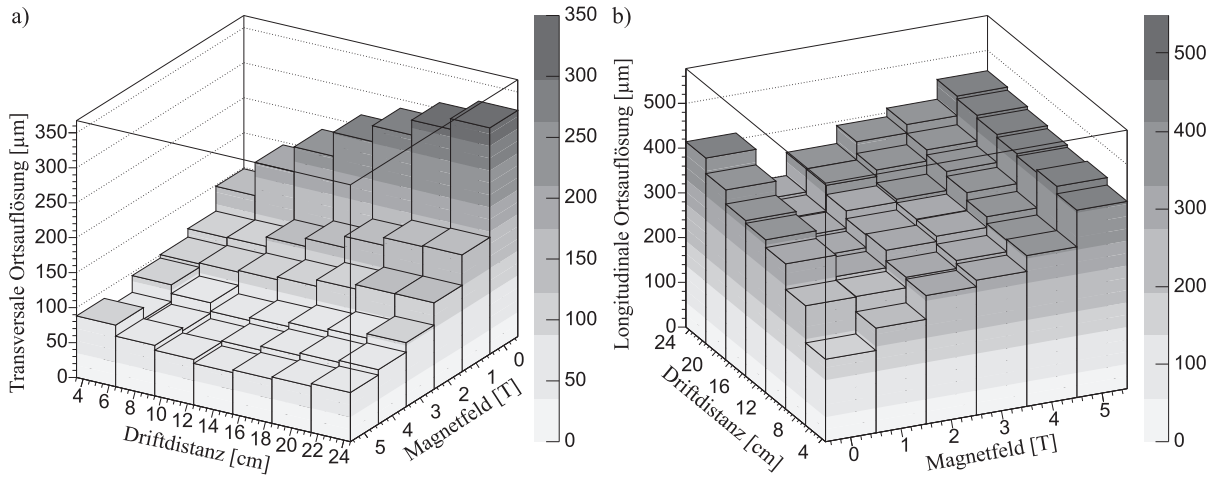 a)
Transversale Ortsauflösung [µm]
350
300
250
200
150
100
50
0
4 6 8 10 12 14 16 18 20 22 24
Driftdistanz [cm]
5 4 3 2 1 0
Magnetfeld [T]
350
300
250
200
150
100
50
0
b)
Longitudinale Ortsauflösung [µm]
500
400
300
200
100
0
24 20 16 12 8 4
Driftdistanz [cm]
0 1 2 3 4 5
Magnetfeld [T]
500
400
300
200
100
0